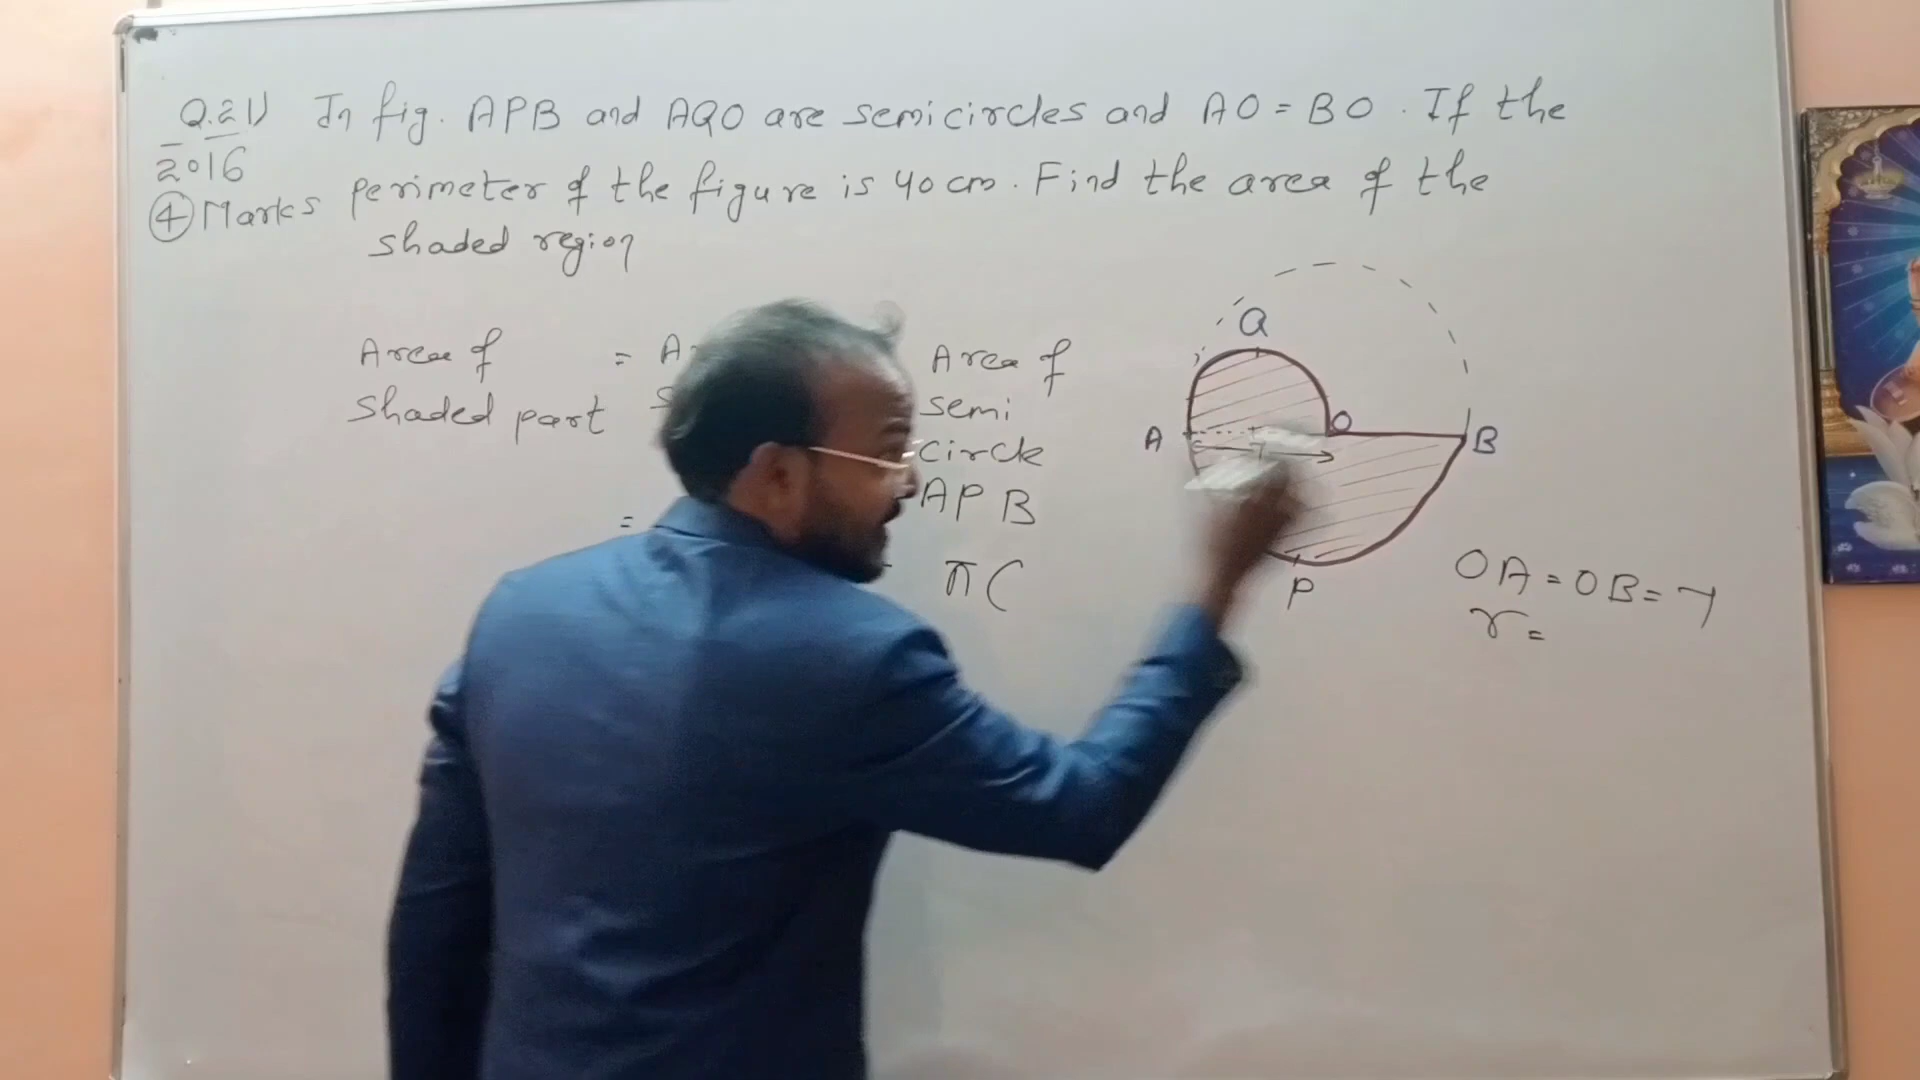 Q.21) In fig. APB and AQO are semicircles and AO = BO. If the
2016
perimeter of the figure is 40 cm. Find the area of the
④ Marks
shaded region
Area of
shaded part
=
Area of
semi
circle
APB
=
π(
Q
A
O
B
7
P
OA = OB = 7
r =